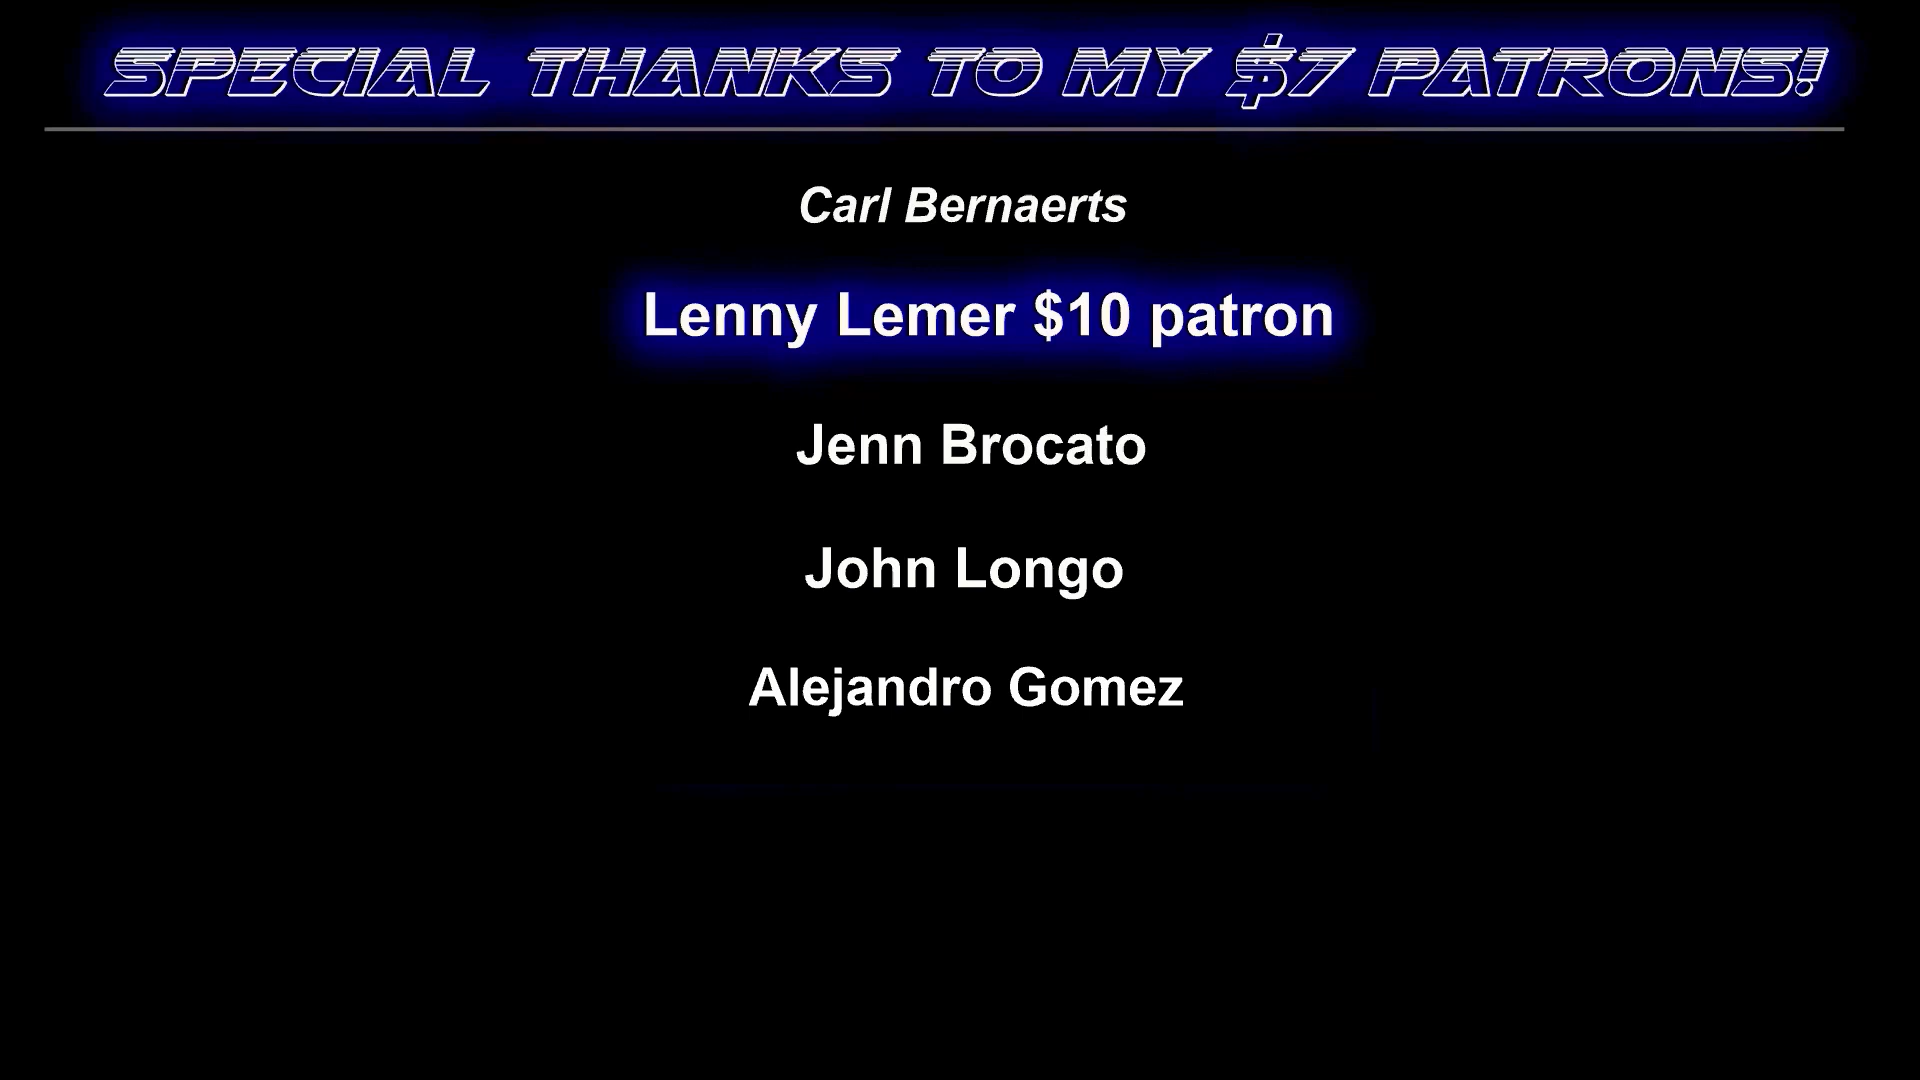 SPECIAL THANKS TO MY $7 PATRONS!
Carl Bernaerts
Lenny Lemer $10 patron
Jenn Brocato
John Longo
Alejandro Gomez